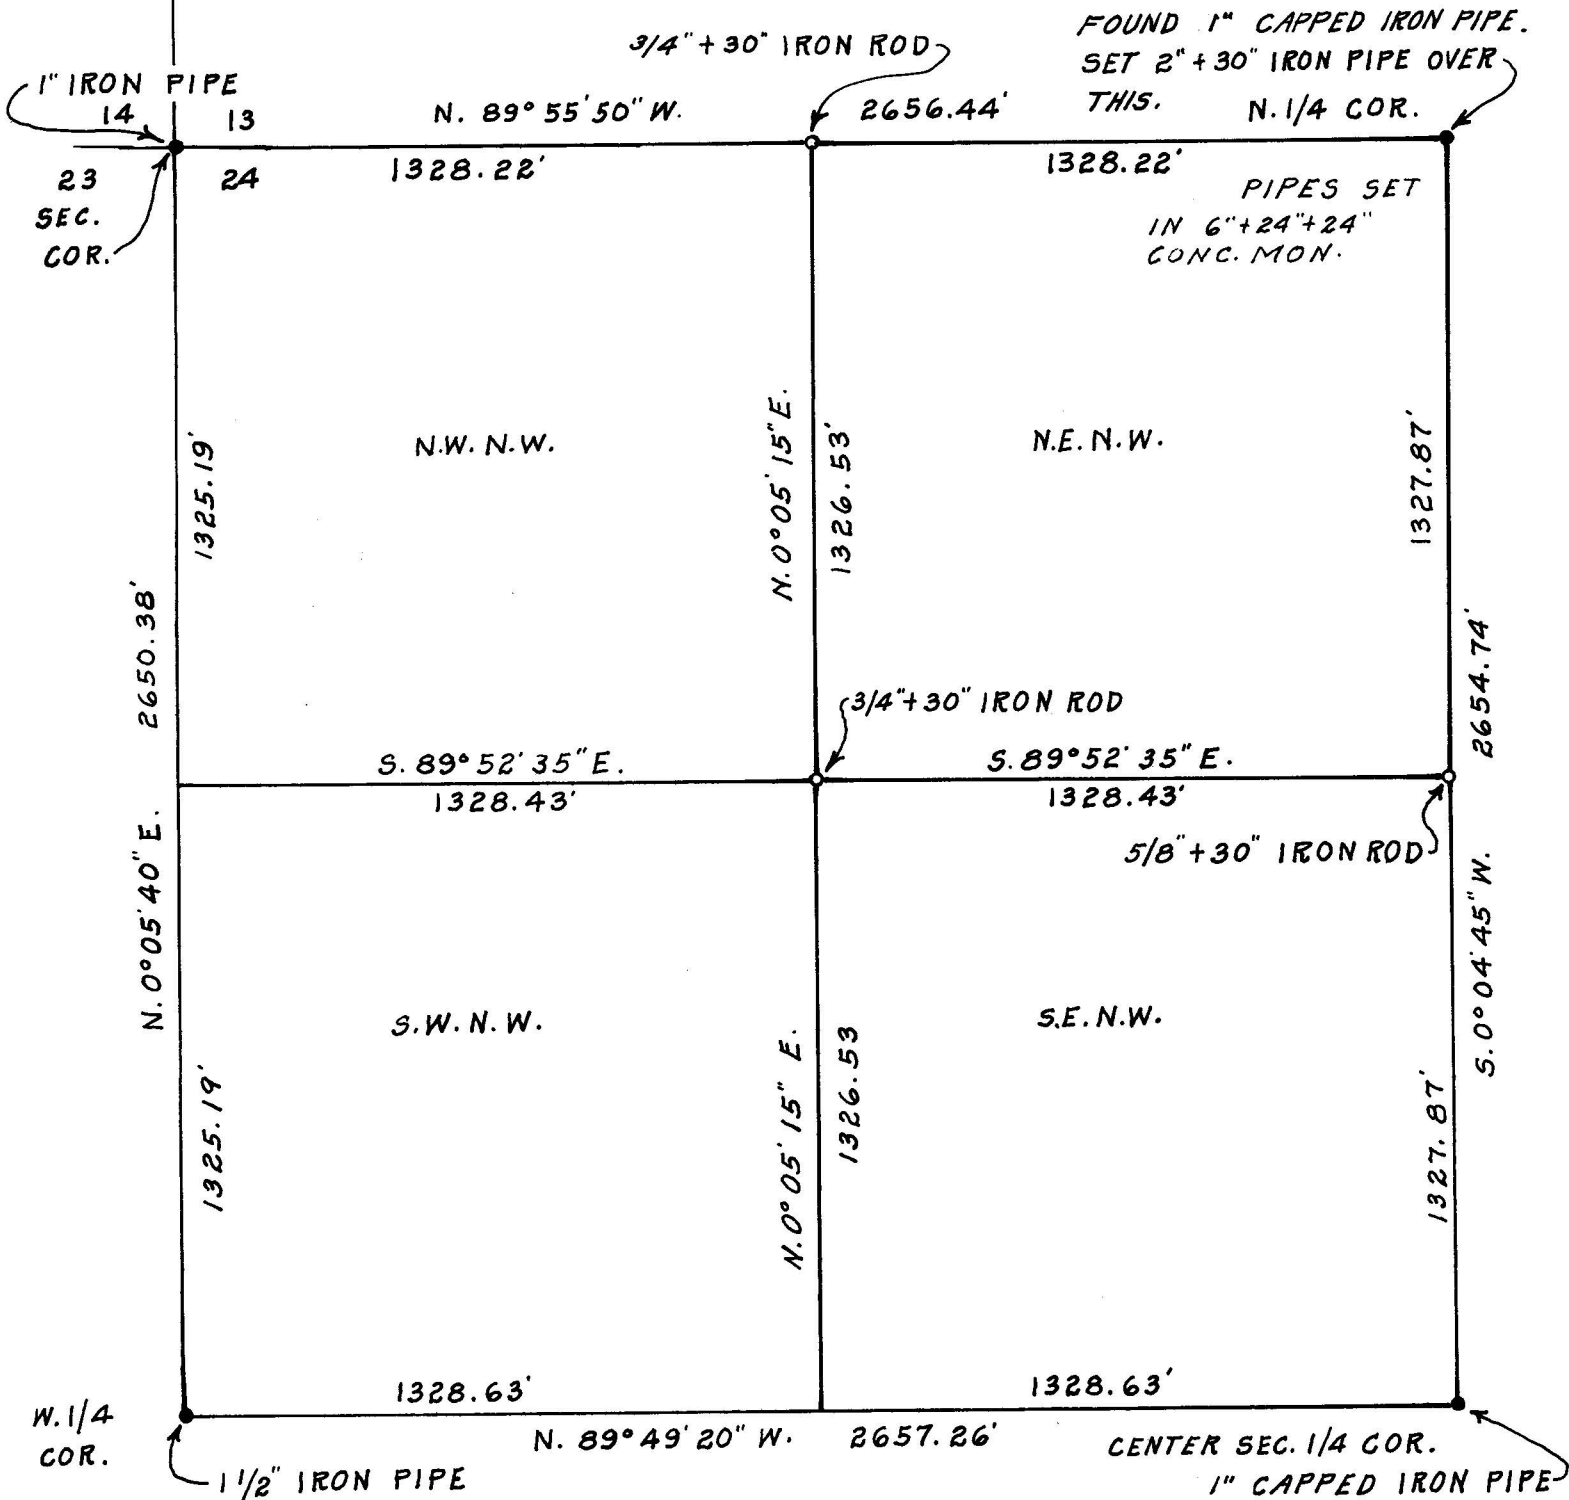 FOUND 1" CAPPED IRON PIPE.
SET 2"+30" IRON PIPE OVER
THIS.
3/4"+30" IRON ROD
1" IRON PIPE
14
13
N. 89°55'50" W.
2656.44'
N. 1/4 COR.
23
24
SEC.
COR.
1328.22'
1328.22'
PIPES SET
IN 6"+24"+24"
CONC. MON.
N.W. N.W.
N.E. N.W.
1325.19'
N. 0°05'15" E.
1326.53'
1327.87'
2650.38'
2654.74'
3/4"+30" IRON ROD
S. 89°52'35" E.
1328.43'
S. 89°52'35" E.
1328.43'
5/8"+30" IRON ROD
N. 0°05'40" E.
S. 0°04'45" W.
S.W. N.W.
S.E. N.W.
1325.19'
N. 0°05'15" E.
1326.53
1327.87'
1328.63'
1328.63'
W. 1/4
COR.
N. 89°49'20" W.
2657.26'
CENTER SEC. 1/4 COR.
1 1/2" IRON PIPE
1" CAPPED IRON PIPE